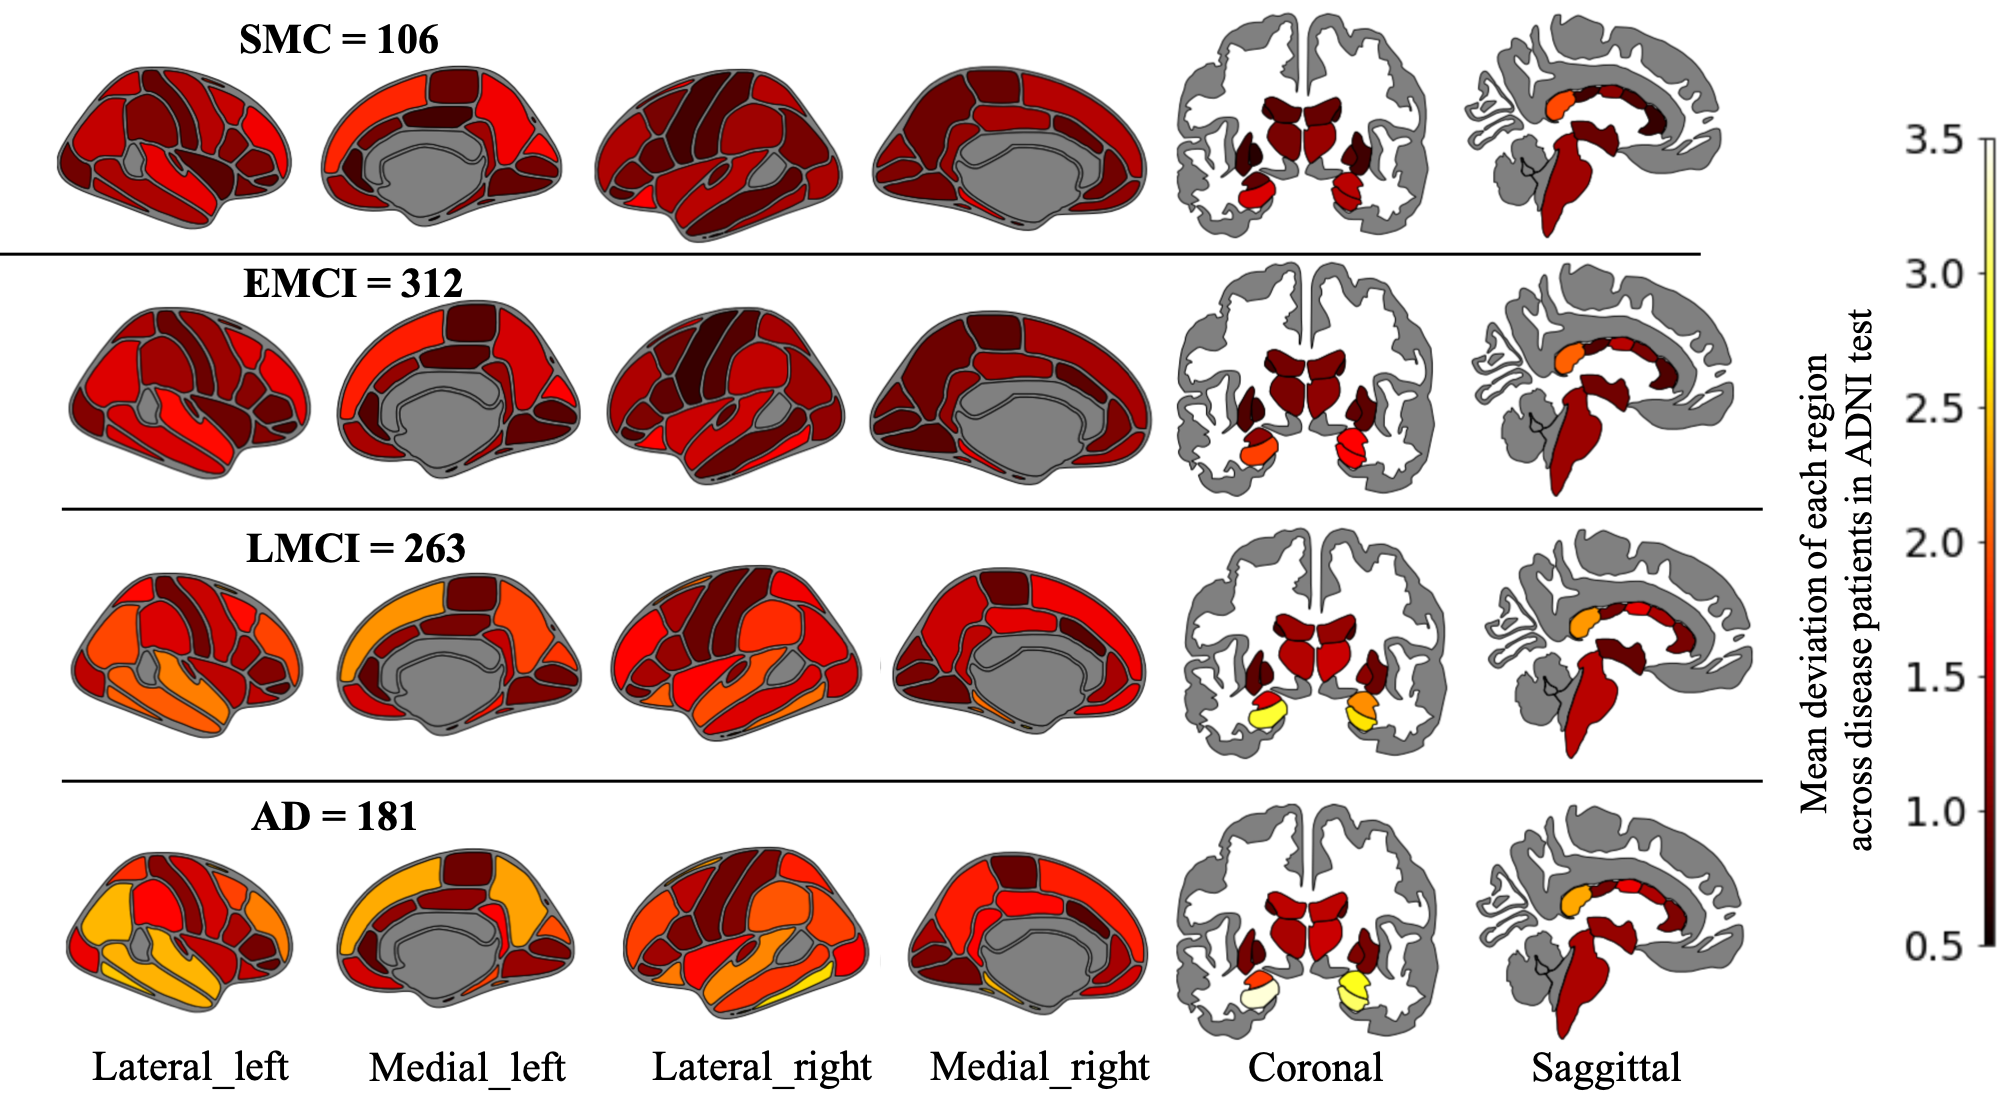 SMC = 106
EMCI = 312
LMCI = 263
AD = 181
Lateral_left
Medial_left
Lateral_right
Medial_right
Coronal
Saggittal
Mean deviation of each region
across disease patients in ADNI test
3.5
3.0
2.5
2.0
1.5
1.0
0.5